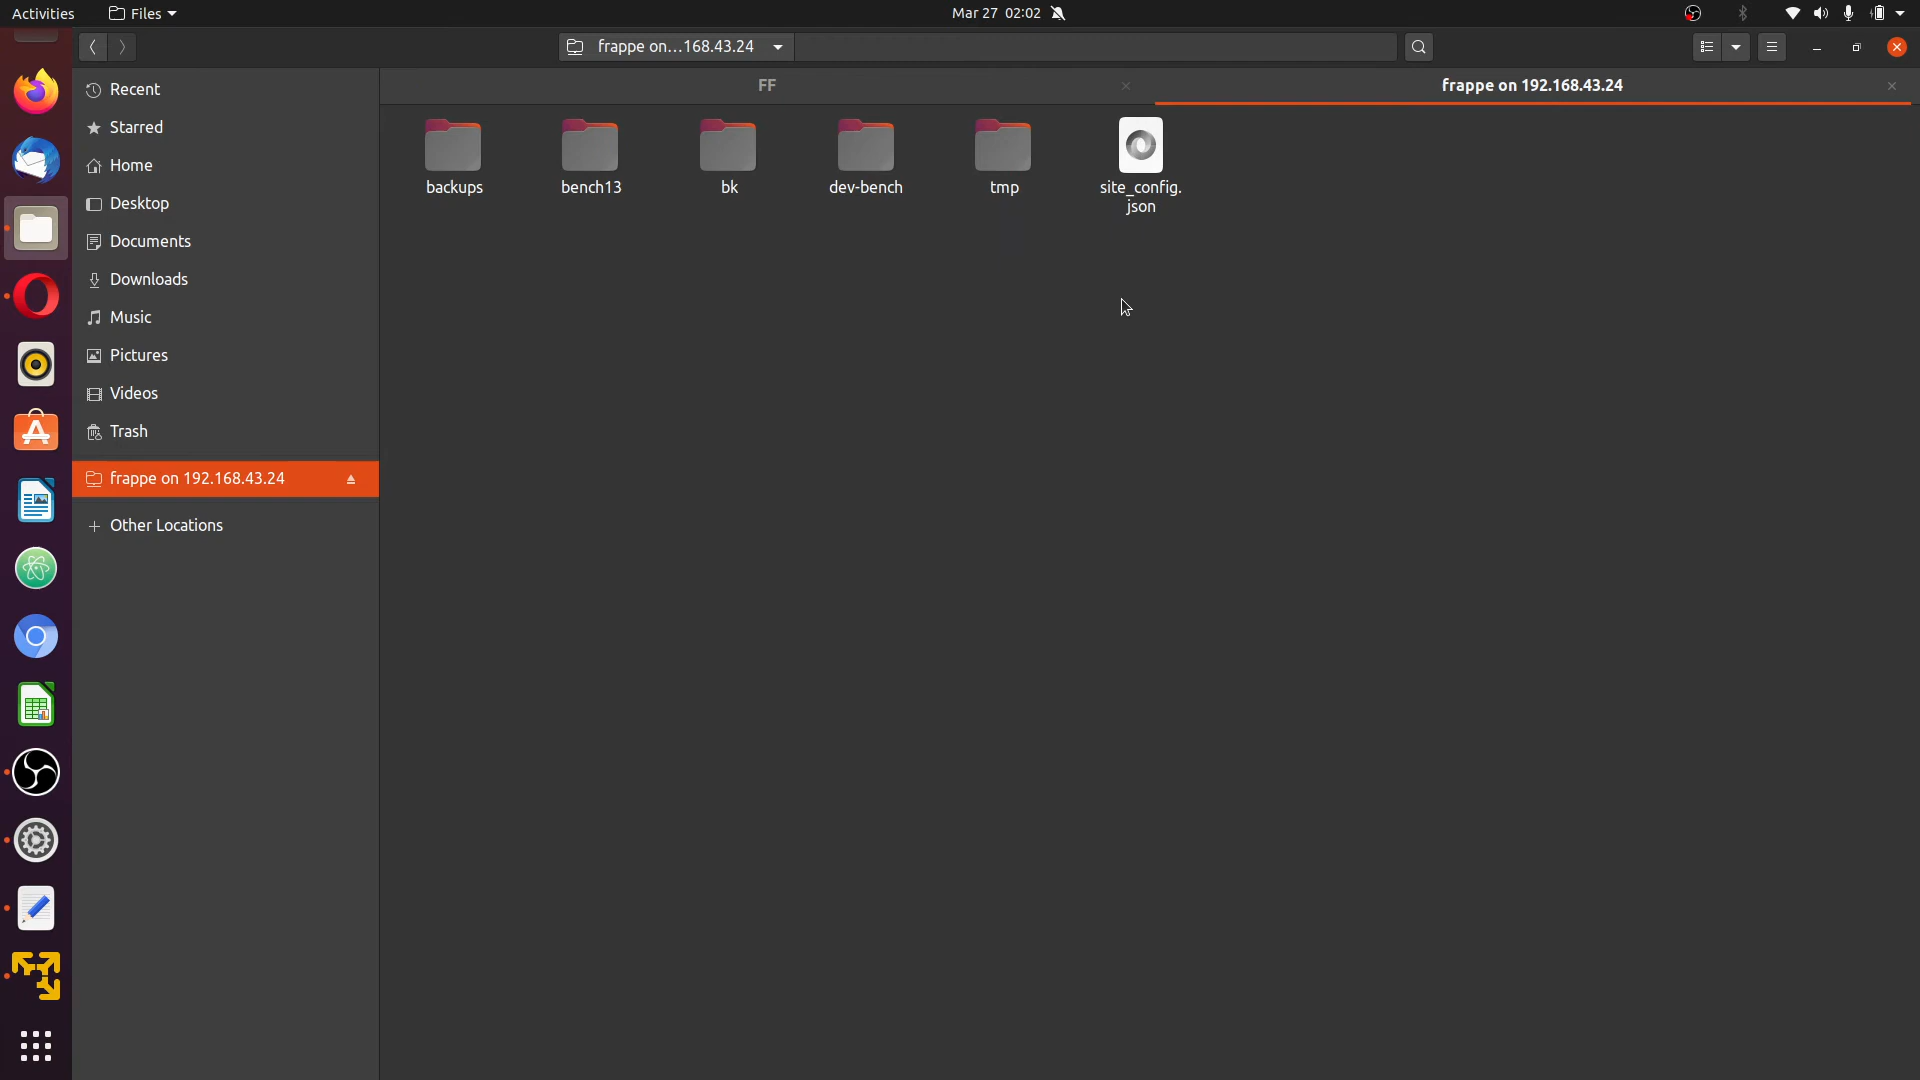 Activities
Files
Mar 27 02:02
frappe on...168.43.24
Recent
Starred
Home
Desktop
Documents
Downloads
Music
Pictures
Videos
Trash
frappe on 192.168.43.24
Other Locations
FF
frappe on 192.168.43.24
backups
bench13
bk
dev-bench
tmp
site_config.
json